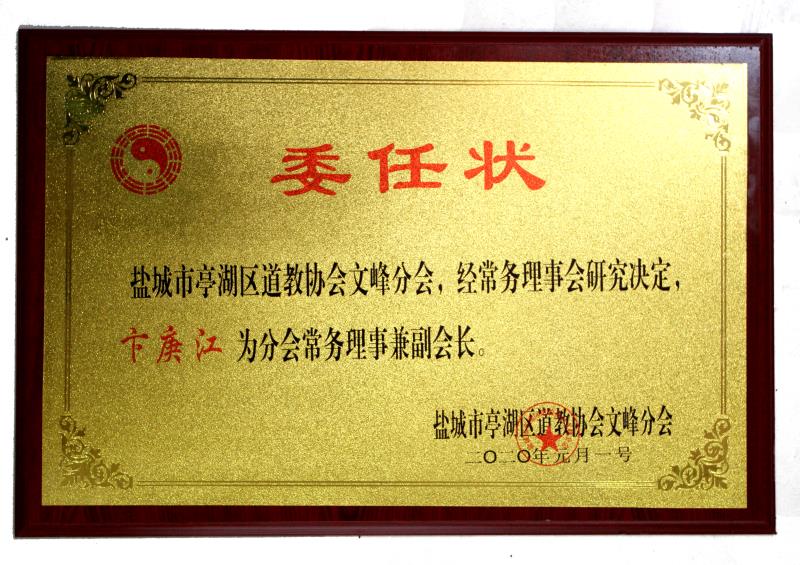 委任状
盐城市亭湖区道教协会文峰分会，经常务理事会研究决定，
卞庚江 为分会常务理事兼副会长。
盐城市亭湖区道教协会文峰分会
二〇二〇年元月一号